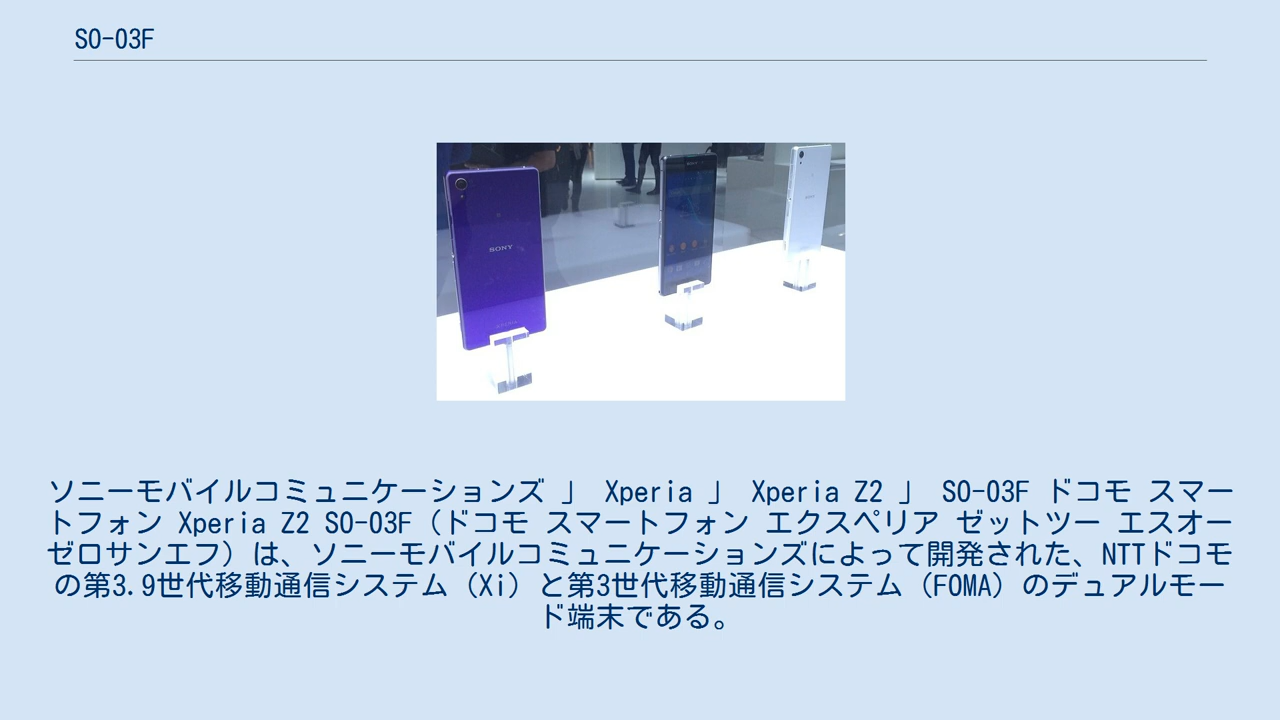 SO-03F
SONY
ソニーモバイルコミュニケーションズ 」 Xperia 」 Xperia Z2 」 SO-03F ドコモ スマー
トフォン Xperia Z2 SO-03F（ドコモ スマートフォン エクスペリア ゼットツー エスオー
ゼロサンエフ）は、ソニーモバイルコミュニケーションズによって開発された、NTTドコモ
の第3.9世代移動通信システム（Xi）と第3世代移動通信システム（FOMA）のデュアルモー
ド端末である。